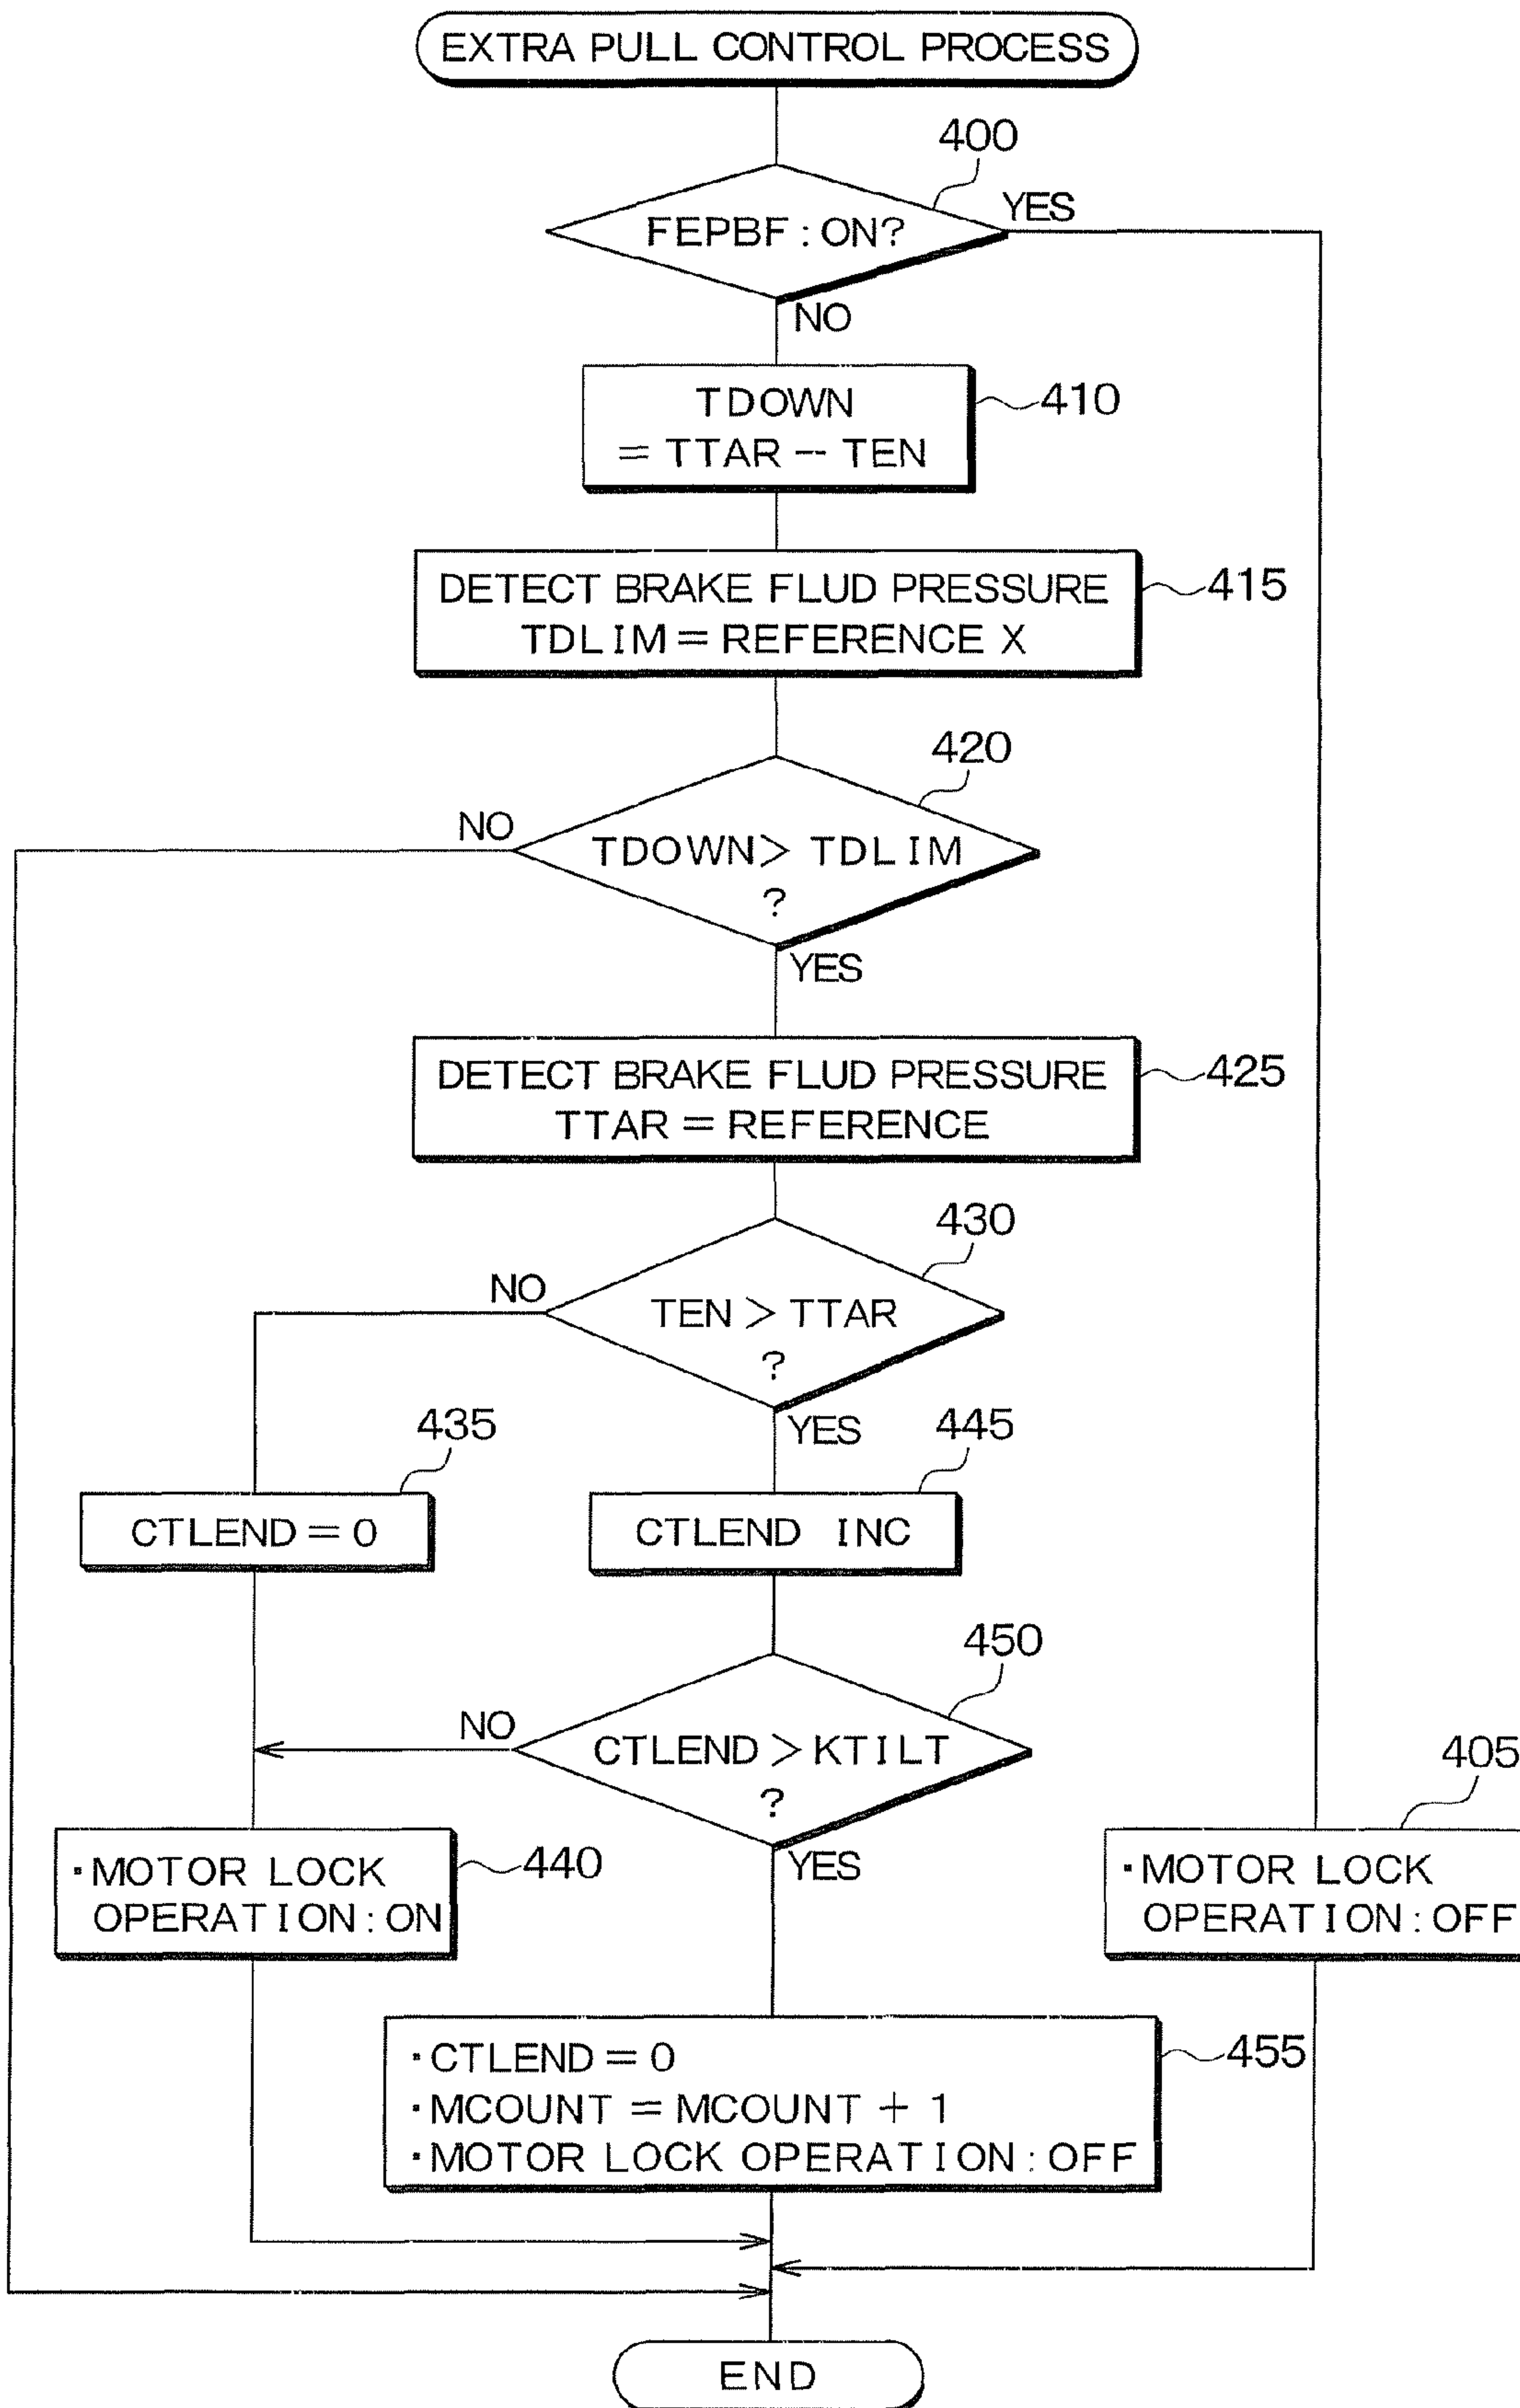 EXTRA PULL CONTROL PROCESS
400
FEPBF : ON?
YES
NO
TDOWN
= TTAR -- TEN
410
DETECT BRAKE FLUD PRESSURE
TDLIM = REFERENCE X
415
420
NO
TDOWN > TDLIM
?
YES
DETECT BRAKE FLUD PRESSURE
TTAR = REFERENCE
425
430
NO
TEN > TTAR
?
YES
435
445
CTLEND = 0
CTLEND INC
450
NO
CTLEND > KTILT
?
YES
405
・MOTOR LOCK
OPERATION : ON
440
・MOTOR LOCK
OPERATION : OFF
・CTLEND = 0
・MCOUNT = MCOUNT + 1
・MOTOR LOCK OPERATION : OFF
455
END